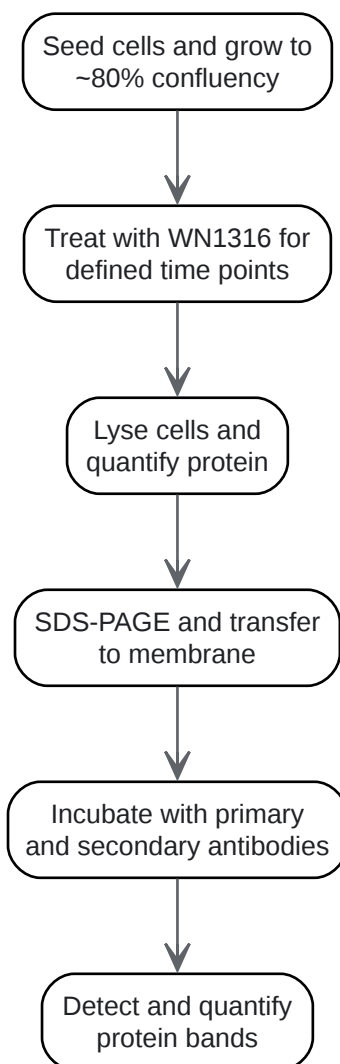 Seed cells and grow to
~80% confluency
Treat with WN1316 for
defined time points
Lyse cells and
quantify protein
SDS-PAGE and transfer
to membrane
Incubate with primary
and secondary antibodies
Detect and quantify
protein bands